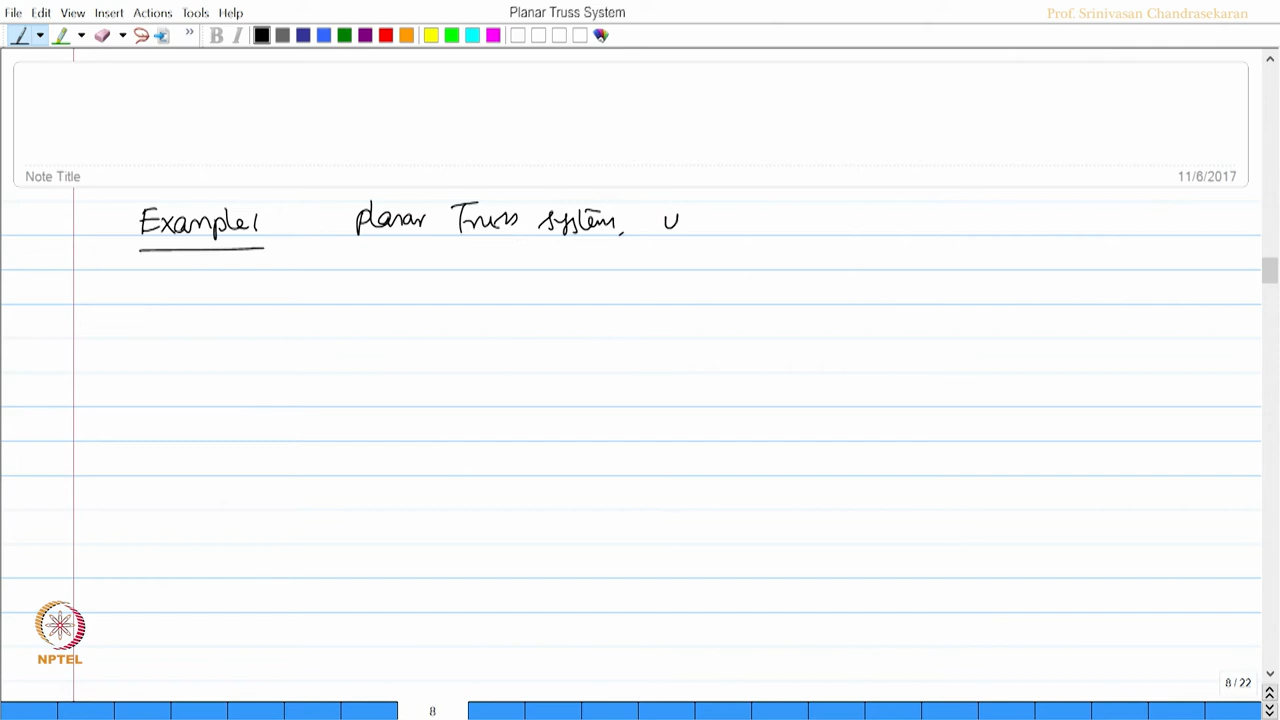 Planar Truss System
Prof. Srinivasan Chandrasekaran
File Edit View Insert Actions Tools Help
B I
Note Title
11/6/2017
Example1 planar Truss system, u
NPTEL
8 / 22
8